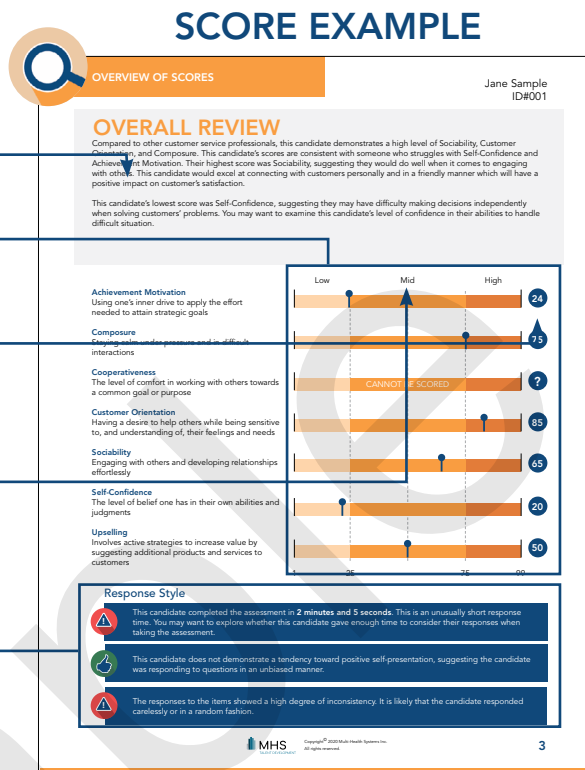 SCORE EXAMPLE
OVERVIEW OF SCORES
Jane Sample
ID#001
OVERALL REVIEW
Compared to other customer service professionals, this candidate demonstrates a high level of Sociability, Customer
Orientation, and Composure. This candidate's scores are consistent with someone who struggles with Self-Confidence and
Achievement Motivation. Their highest score was Sociability, suggesting they would do well when it comes to engaging
with others. This candidate would excel at connecting with customers personally and in a friendly manner which will have a
positive impact on customer's satisfaction.
This candidate's lowest score was Self-Confidence, suggesting they may have difficulty making decisions independently
when solving customers' problems. You may want to examine this candidate's level of confidence in their abilities to handle
difficult situation.
Low Mid High
Achievement Motivation
Using one's inner drive to apply the effort
needed to attain strategic goals
24
Composure
Staying calm under pressure and in difficult
interactions
75
Cooperativeness
The level of comfort in working with others towards
a common goal or purpose
CANNOT BE SCORED
?
Customer Orientation
Having a desire to help others while being sensitive
to, and understanding of, their feelings and needs
85
Sociability
Engaging with others and developing relationships
effortlessly
65
Self-Confidence
The level of belief one has in their own abilities and
judgments
20
Upselling
Involves active strategies to increase value by
suggesting additional products and services to
customers
50
1 25 75 99
Response Style
This candidate completed the assessment in 2 minutes and 5 seconds. This is an unusually short response
time. You may want to explore whether this candidate gave enough time to consider their responses when
taking the assessment.
This candidate does not demonstrate a tendency toward positive self-presentation, suggesting the candidate
was responding to questions in an unbiased manner.
The responses to the items showed a high degree of inconsistency. It is likely that the candidate responded
carelessly or in a random fashion.
MHS
TALENT DEVELOPMENT
Copyright© 2020 Multi-Health Systems Inc.
All rights reserved.
3